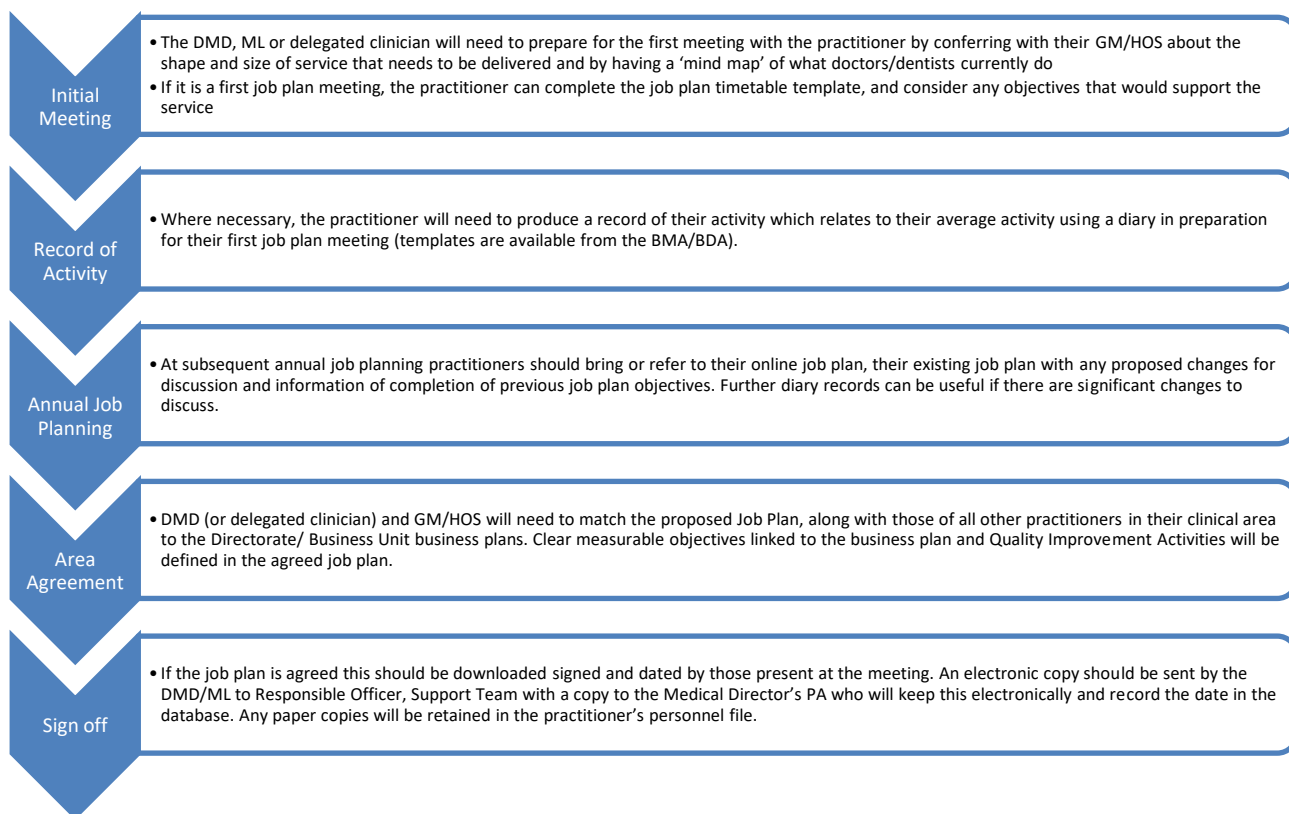 Initial
Meeting
• The DMD, ML or delegated clinician will need to prepare for the first meeting with the practitioner by conferring with their GM/HOS about the
shape and size of service that needs to be delivered and by having a ‘mind map’ of what doctors/dentists currently do
• If it is a first job plan meeting, the practitioner can complete the job plan timetable template, and consider any objectives that would support the
service
Record of
Activity
• Where necessary, the practitioner will need to produce a record of their activity which relates to their average activity using a diary in preparation
for their first job plan meeting (templates are available from the BMA/BDA).
Annual Job
Planning
• At subsequent annual job planning practitioners should bring or refer to their online job plan, their existing job plan with any proposed changes for
discussion and information of completion of previous job plan objectives. Further diary records can be useful if there are significant changes to
discuss.
Area
Agreement
• DMD (or delegated clinician) and GM/HOS will need to match the proposed Job Plan, along with those of all other practitioners in their clinical area
to the Directorate/ Business Unit business plans. Clear measurable objectives linked to the business plan and Quality Improvement Activities will be
defined in the agreed job plan.
Sign off
• If the job plan is agreed this should be downloaded signed and dated by those present at the meeting. An electronic copy should be sent by the
DMD/ML to Responsible Officer, Support Team with a copy to the Medical Director’s PA who will keep this electronically and record the date in the
database. Any paper copies will be retained in the practitioner’s personnel file.